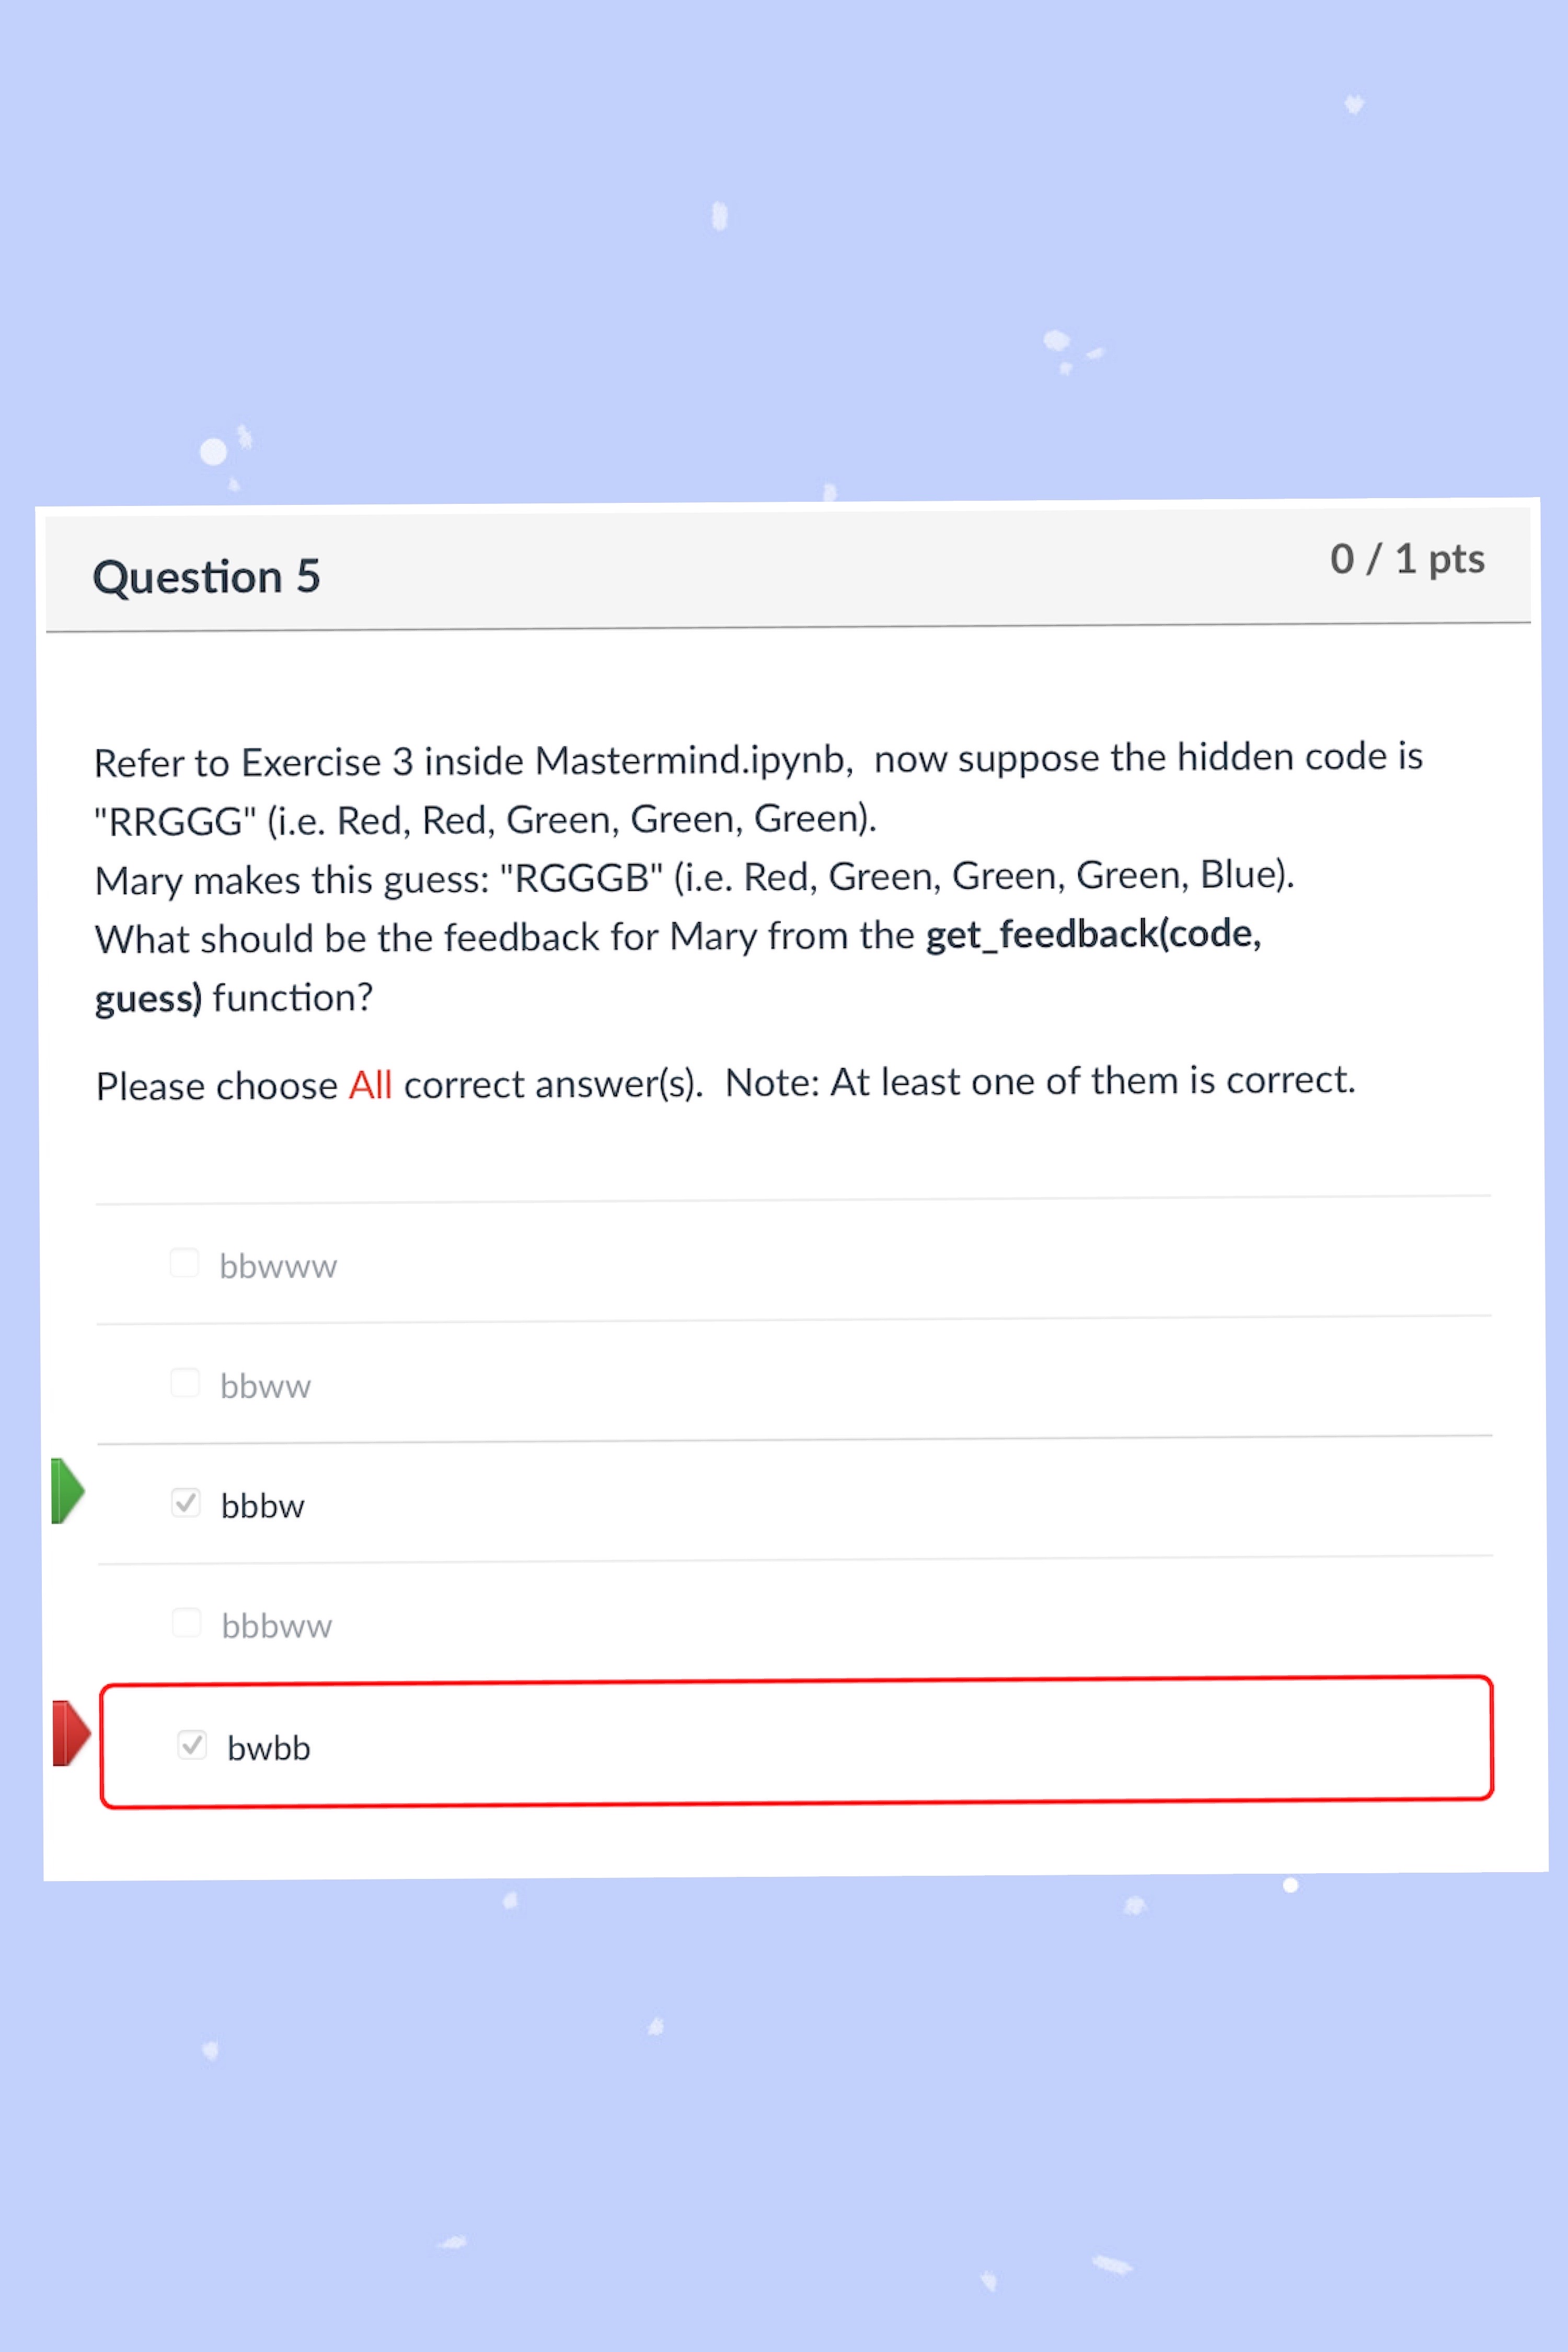 Question 5
0 / 1 pts
Refer to Exercise 3 inside Mastermind.ipynb,  now suppose the hidden code is
"RRGGG" (i.e. Red, Red, Green, Green, Green).
Mary makes this guess: "RGGGB" (i.e. Red, Green, Green, Green, Blue).
What should be the feedback for Mary from the get_feedback(code,
guess) function?
Please choose All correct answer(s).  Note: At least one of them is correct.
bbwww
bbww
bbbw
bbbww
bwbb